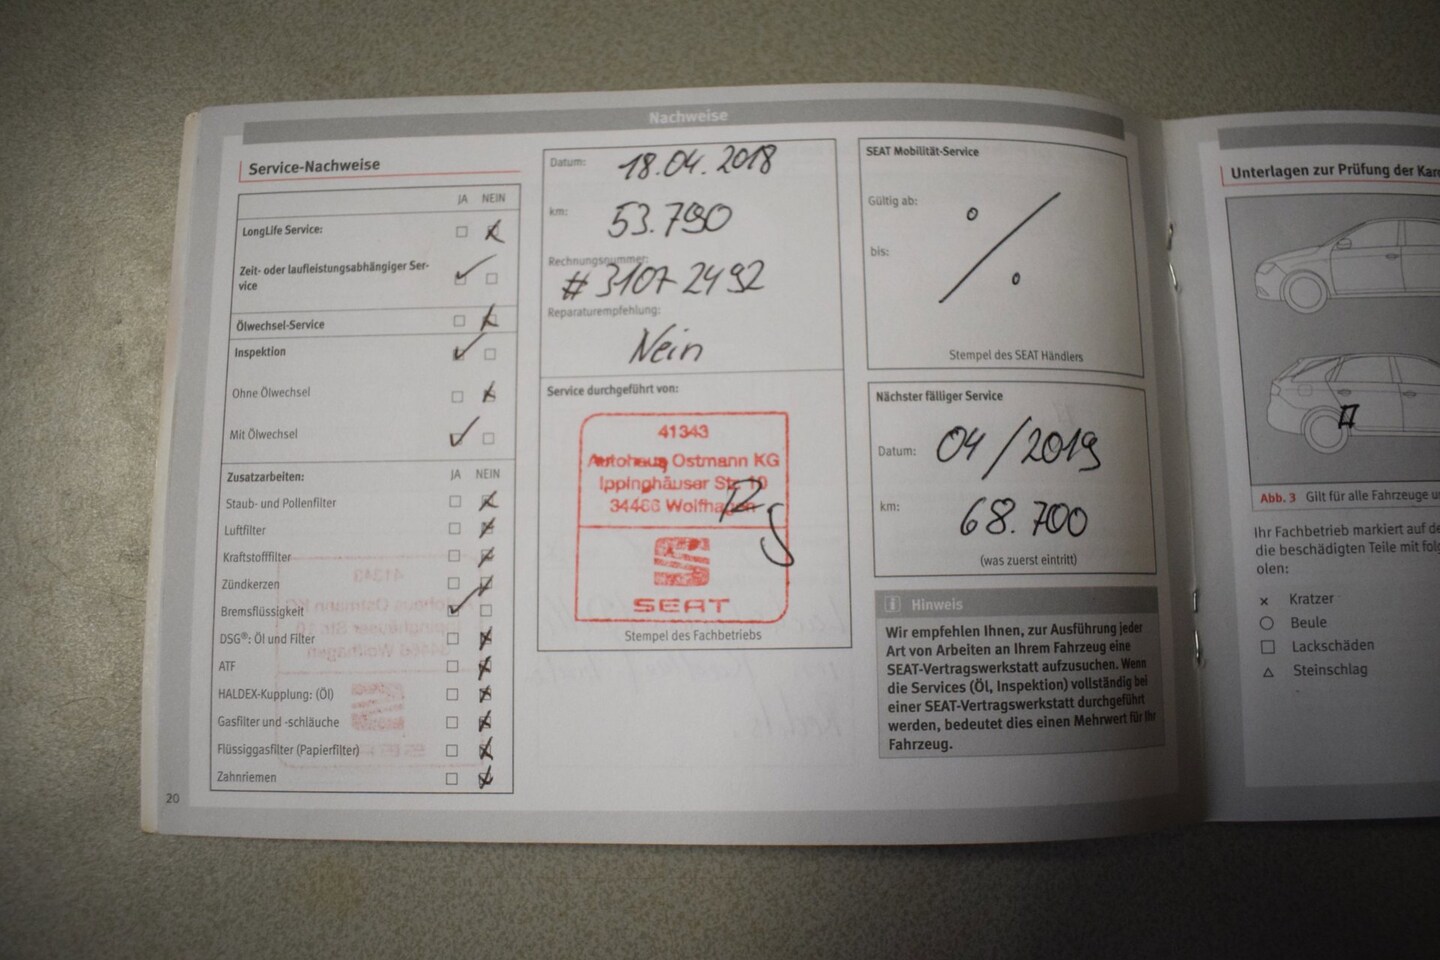 Nachweise
Service-Nachweise
JA NEIN
LongLife Service:
Zeit- oder laufleistungsabhängiger Ser-
vice
Ölwechsel-Service
Inspektion
Ohne Ölwechsel
Mit Ölwechsel
Zusatzarbeiten: JA NEIN
Staub- und Pollenfilter
Luftfilter
Kraftstofffilter
Zündkerzen
Bremsflüssigkeit
DSG®: Öl und Filter
ATF
HALDEX-Kupplung: (Öl)
Gasfilter und -schläuche
Flüssiggasfilter (Papierfilter)
Zahnriemen
20
Datum: 18.04.2018
km: 53.790
Rechnungsnummer:
# 31072492
Reparaturempfehlung:
Nein
Service durchgeführt von:
41343
Autohaus Ostmann KG
Ippinghäuser Str. 10
34466 Wolfhagen
SEAT
Stempel des Fachbetriebs
SEAT Mobilität-Service
Gültig ab:
bis:
Stempel des SEAT Händlers
Nächster fälliger Service
Datum: 04/2019
km: 68.700
(was zuerst eintritt)
i Hinweis
Wir empfehlen Ihnen, zur Ausführung jeder
Art von Arbeiten an Ihrem Fahrzeug eine
SEAT-Vertragswerkstatt aufzusuchen. Wenn
die Services (Öl, Inspektion) vollständig bei
einer SEAT-Vertragswerkstatt durchgeführt
werden, bedeutet dies einen Mehrwert für Ihr
Fahrzeug.
Unterlagen zur Prüfung der
Abb. 3 Gilt für alle Fahrzeuge
Ihr Fachbetrieb markiert auf
die beschädigten Teile mit
olen:
× Kratzer
○ Beule
□ Lackschäden
△ Steinschlag